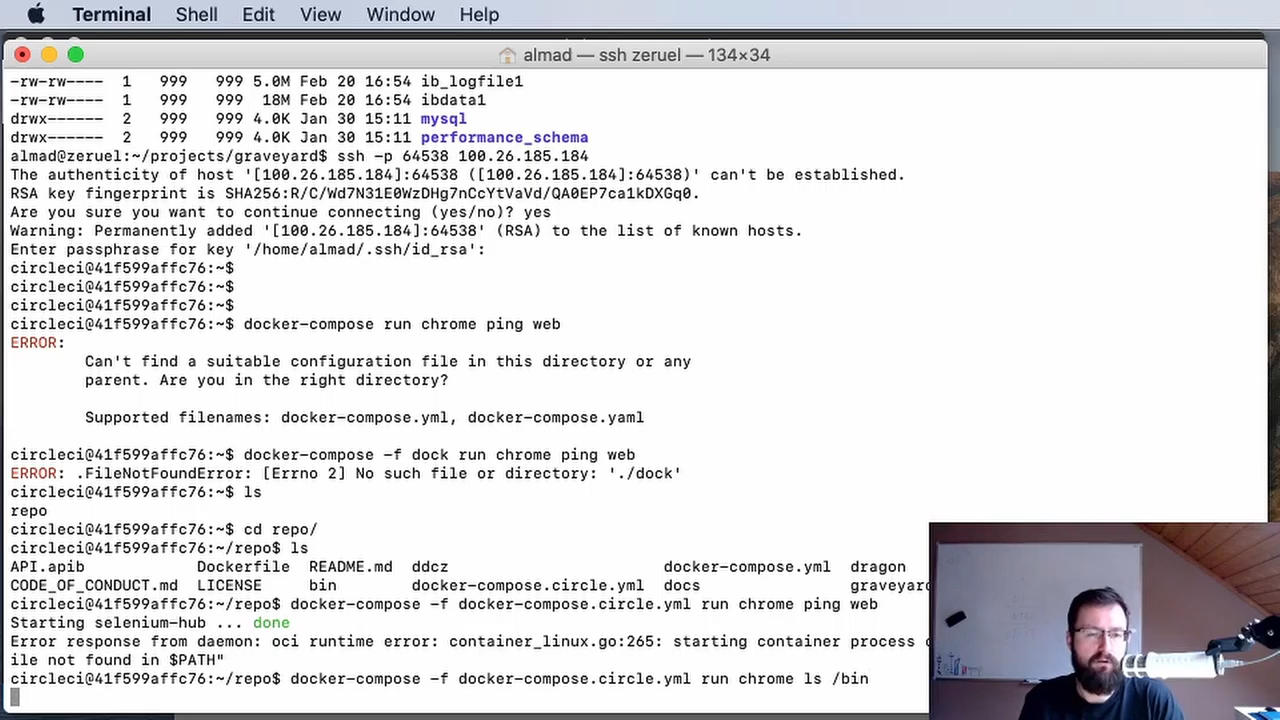 Terminal Shell Edit View Window Help
almad — ssh zeruel — 134×34
-rw-rw---- 1 999 999 5.0M Feb 20 16:54 ib_logfile1
-rw-rw---- 1 999 999 18M Feb 20 16:54 ibdata1
drwx------ 2 999 999 4.0K Jan 30 15:11 mysql
drwx------ 2 999 999 4.0K Jan 30 15:11 performance_schema
almad@zeruel:~/projects/graveyard$ ssh -p 64538 100.26.185.184
The authenticity of host '[100.26.185.184]:64538 ([100.26.185.184]:64538)' can't be established.
RSA key fingerprint is SHA256:R/C/Wd7N31E0WzDHg7nCcYtVaVd/QA0EP7ca1kDXGq0.
Are you sure you want to continue connecting (yes/no)? yes
Warning: Permanently added '[100.26.185.184]:64538' (RSA) to the list of known hosts.
Enter passphrase for key '/home/almad/.ssh/id_rsa':
circleci@41f599affc76:~$
circleci@41f599affc76:~$
circleci@41f599affc76:~$
circleci@41f599affc76:~$ docker-compose run chrome ping web
ERROR:
Can't find a suitable configuration file in this directory or any
parent. Are you in the right directory?
Supported filenames: docker-compose.yml, docker-compose.yaml
circleci@41f599affc76:~$ docker-compose -f dock run chrome ping web
ERROR: .FileNotFoundError: [Errno 2] No such file or directory: './dock'
circleci@41f599affc76:~$ ls
repo
circleci@41f599affc76:~$ cd repo/
circleci@41f599affc76:~/repo$ ls
API.apib Dockerfile README.md ddcz docker-compose.yml dragon
CODE_OF_CONDUCT.md LICENSE bin docker-compose.circle.yml docs graveyard
circleci@41f599affc76:~/repo$ docker-compose -f docker-compose.circle.yml run chrome ping web
Starting selenium-hub ... done
Error response from daemon: oci runtime error: container_linux.go:265: starting container process
ile not found in $PATH"
circleci@41f599affc76:~/repo$ docker-compose -f docker-compose.circle.yml run chrome ls /bin